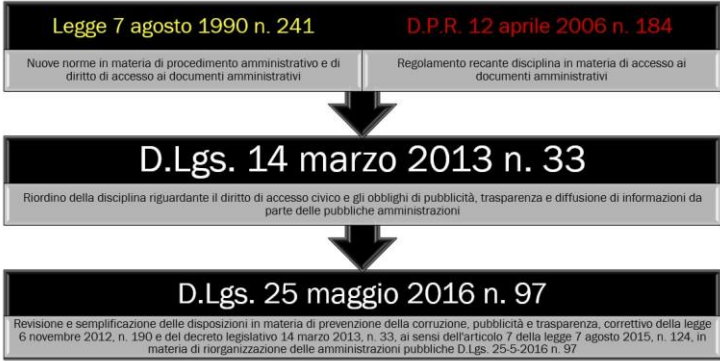 Legge 7 agosto 1990 n. 241
D.P.R. 12 aprile 2006 n. 184
Nuove norme in materia di procedimento amministrativo e di
diritto di accesso ai documenti amministrativi
Regolamento recante disciplina in materia di accesso ai
documenti amministrativi
D.Lgs. 14 marzo 2013 n. 33
Riordino della disciplina riguardante il diritto di accesso civico e gli obblighi di pubblicità, trasparenza e diffusione di informazioni da
parte delle pubbliche amministrazioni
D.Lgs. 25 maggio 2016 n. 97
Revisione e semplificazione delle disposizioni in materia di prevenzione della corruzione, pubblicità e trasparenza, correttivo della legge
6 novembre 2012, n. 190 e del decreto legislativo 14 marzo 2013, n. 33, ai sensi dell'articolo 7 della legge 7 agosto 2015, n. 124, in
materia di riorganizzazione delle amministrazioni pubbliche D.Lgs. 25-5-2016 n. 97